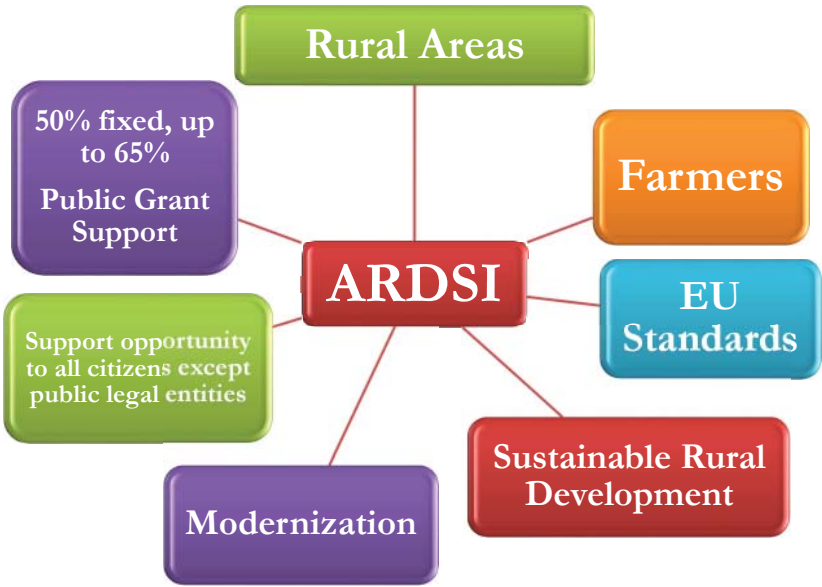 Rural Areas
50% fixed, up
to 65%
Public Grant
Support
Farmers
ARDSI
EU
Standards
Support opportunity
to all citizens except
public legal entities
Sustainable Rural
Development
Modernization